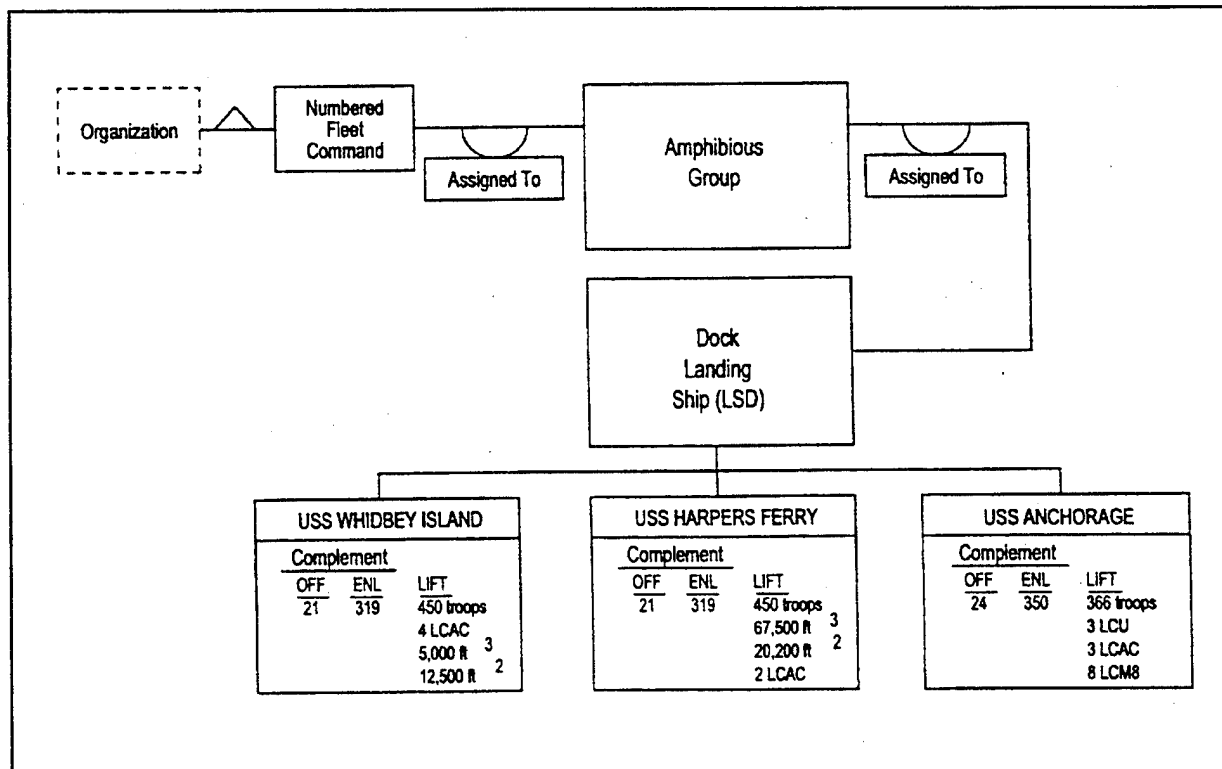 Organization
Numbered
Fleet
Command
Assigned To
Amphibious
Group
Assigned To
Dock
Landing
Ship (LSD)
USS WHIDBEY ISLAND
Complement
OFF ENL LIFT
21 319 450 troops
4 LCAC
5,000 ft 3
12,500 ft 2
USS HARPERS FERRY
Complement
OFF ENL LIFT
21 319 450 troops
67,500 ft 3
20,200 ft 2
2 LCAC
USS ANCHORAGE
Complement
OFF ENL LIFT
24 350 366 troops
3 LCU
3 LCAC
8 LCM8